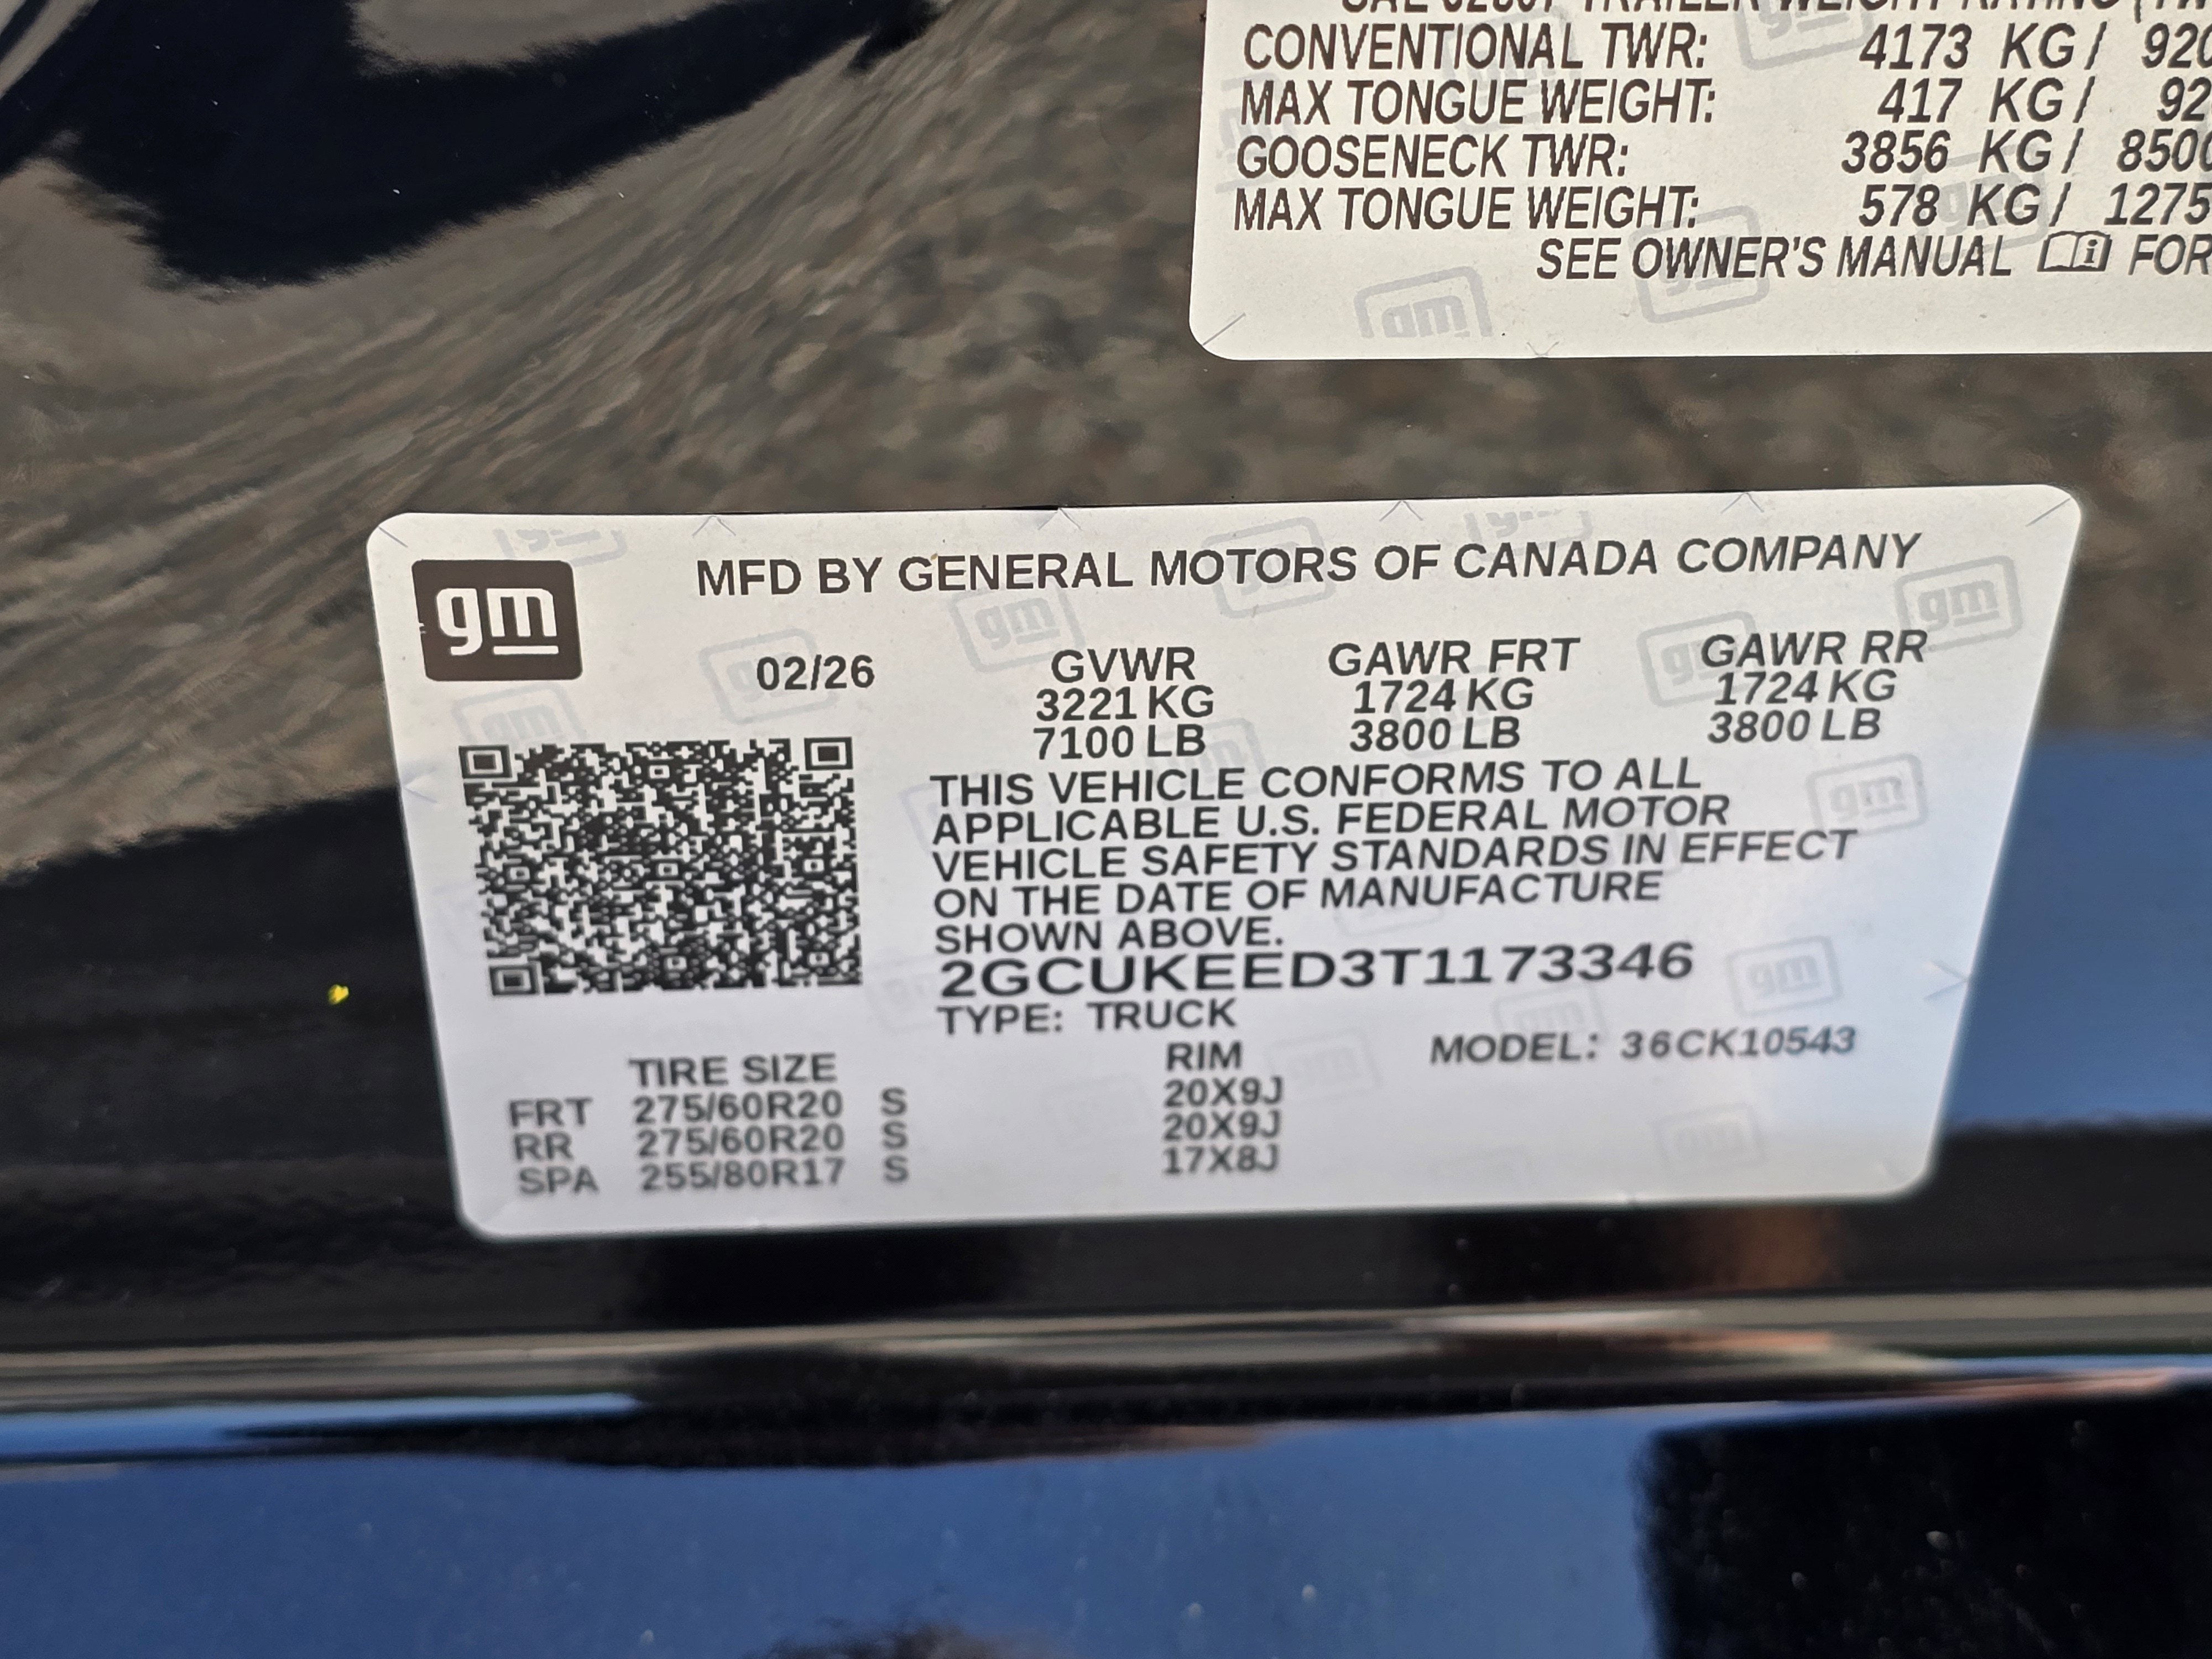 CONVENTIONAL TWR: 4173 KG/
MAX TONGUE WEIGHT: 417 KG/
GOOSENECK TWR: 3856 KG/
MAX TONGUE WEIGHT: 578 KG/ 1275
SEE OWNER'S MANUAL FOR
gm
MFD BY GENERAL MOTORS OF CANADA COMPANY
02/26 GVWR GAWR FRT GAWR RR
3221 KG 1724 KG 1724 KG
7100 LB 3800 LB 3800 LB
THIS VEHICLE CONFORMS TO ALL
APPLICABLE U.S. FEDERAL MOTOR
VEHICLE SAFETY STANDARDS IN EFFECT
ON THE DATE OF MANUFACTURE
SHOWN ABOVE.
2GCUKEED3T1173346
TYPE: TRUCK
TIRE SIZE RIM MODEL: 36CK10543
FRT 275/60R20 S 20X9J
RR 275/60R20 S 20X9J
SPA 255/80R17 S 17X8J